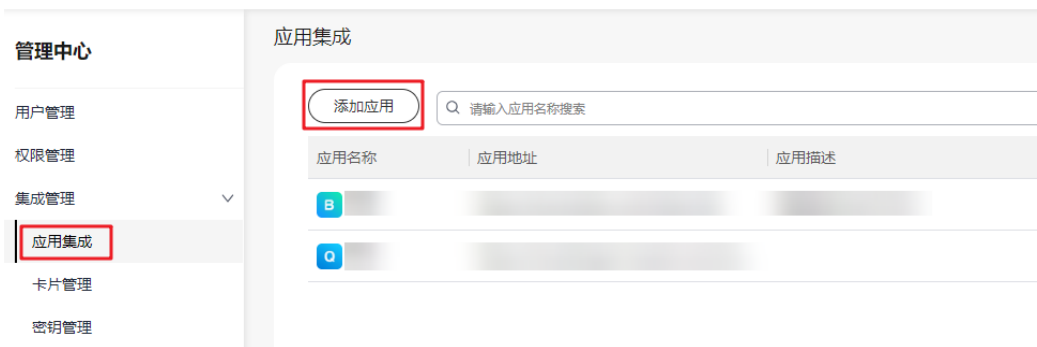 管理中心
用户管理
权限管理
集成管理
应用集成
卡片管理
密钥管理
应用集成
添加应用
请输入应用名称搜索
应用名称 应用地址 应用描述
B
Q